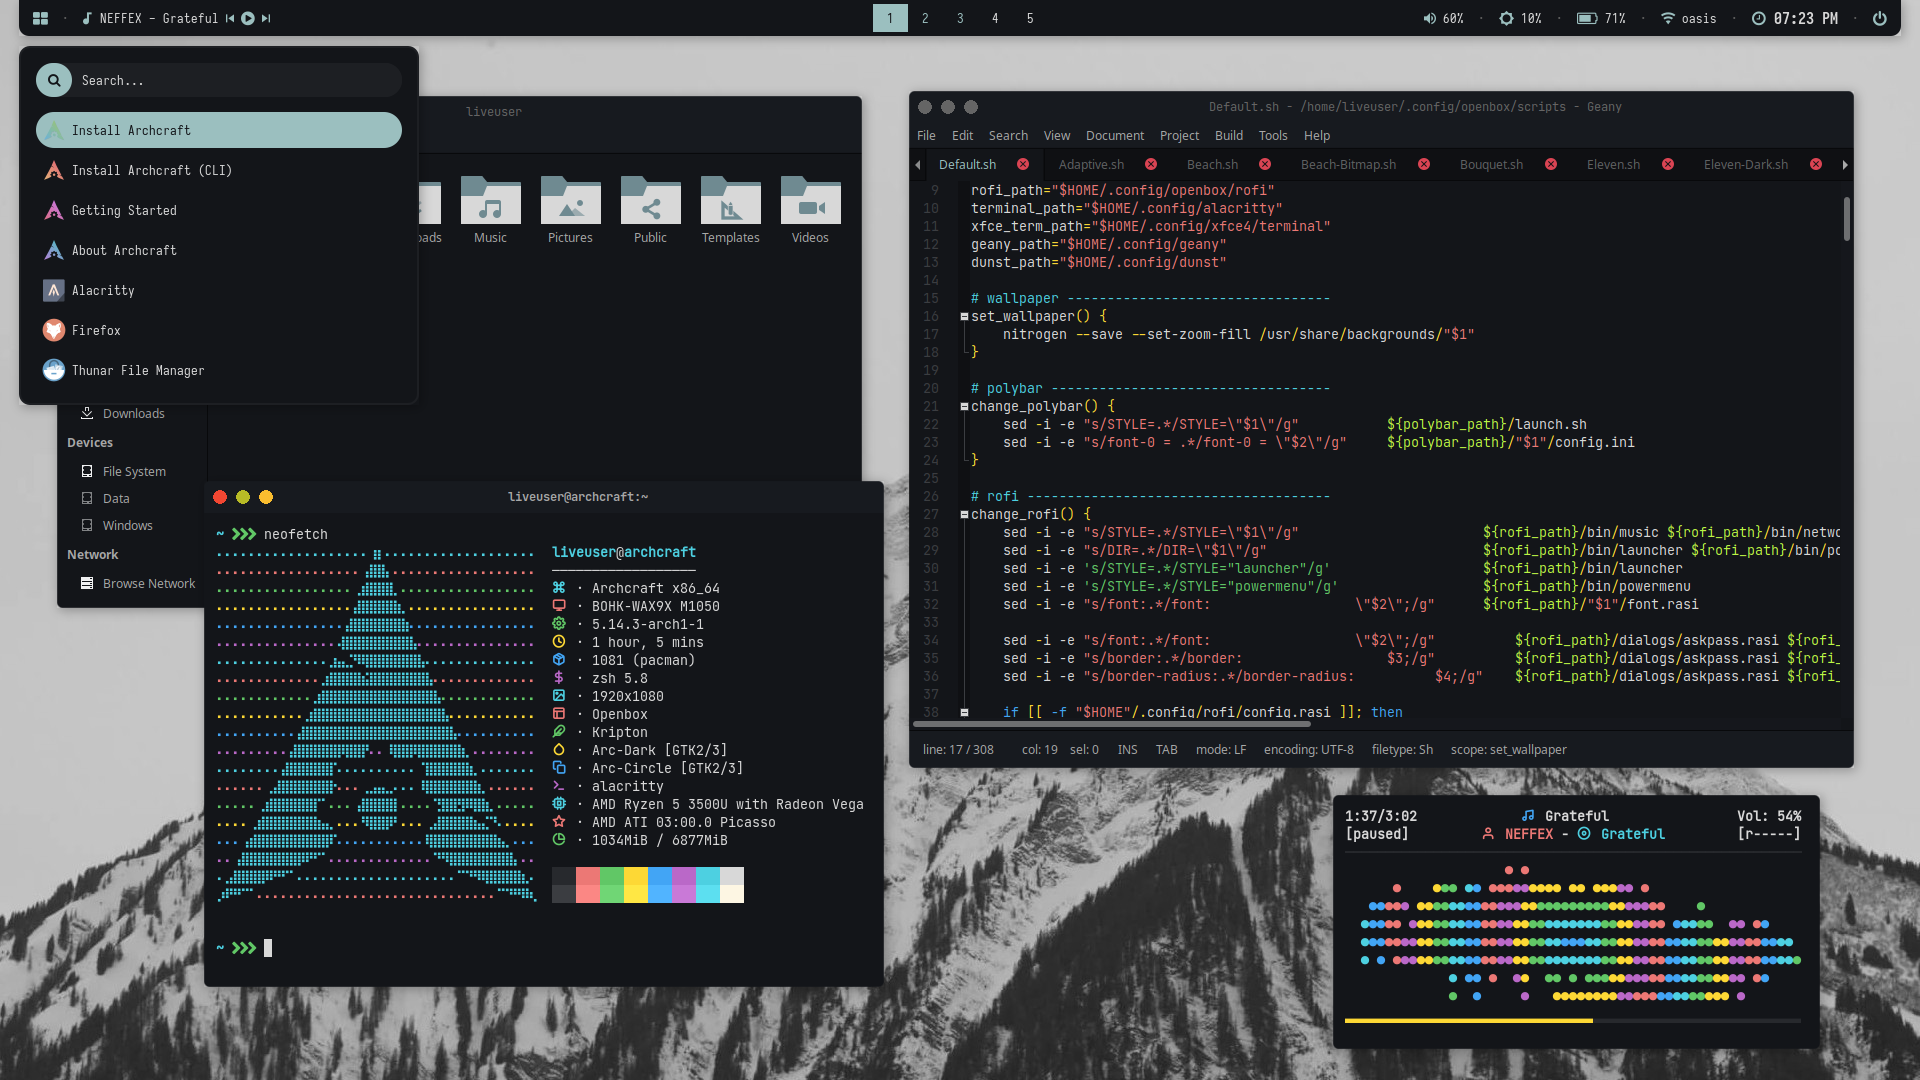 NEFFEX - Grateful
1 2 3 4 5
60% 10% 71% oasis 07:23 PM
Search...
Install Archcraft
Install Archcraft (CLI)
Getting Started
About Archcraft
Alacritty
Firefox
Thunar File Manager
liveuser
Music Pictures Public Templates Videos
Downloads
Devices
File System
Data
Windows
Network
Browse Network
liveuser@archcraft:~
~ neofetch
liveuser@archcraft
· Archcraft x86_64
· BOHK-WAX9X M1050
· 5.14.3-arch1-1
· 1 hour, 5 mins
· 1081 (pacman)
· zsh 5.8
· 1920x1080
· Openbox
· Kripton
· Arc-Dark [GTK2/3]
· Arc-Circle [GTK2/3]
· alacritty
· AMD Ryzen 5 3500U with Radeon Vega
· AMD ATI 03:00.0 Picasso
· 1034MiB / 6877MiB
~
Default.sh - /home/liveuser/.config/openbox/scripts - Geany
File Edit Search View Document Project Build Tools Help
Default.sh Adaptive.sh Beach.sh Beach-Bitmap.sh Bouquet.sh Eleven.sh Eleven-Dark.sh
9 rofi_path="$HOME/.config/openbox/rofi"
10 terminal_path="$HOME/.config/alacritty"
11 xfce_term_path="$HOME/.config/xfce4/terminal"
12 geany_path="$HOME/.config/geany"
13 dunst_path="$HOME/.config/dunst"
14
15 # wallpaper ---------------------------------
16 set_wallpaper() {
17 nitrogen --save --set-zoom-fill /usr/share/backgrounds/"$1"
18 }
19
20 # polybar -----------------------------------
21 change_polybar() {
22 sed -i -e "s/STYLE=.*/STYLE=\"$1\"/g" ${polybar_path}/launch.sh
23 sed -i -e "s/font-0 = .*/font-0 = \"$2\"/g" ${polybar_path}/"$1"/config.ini
24 }
25
26 # rofi --------------------------------------
27 change_rofi() {
28 sed -i -e "s/STYLE=.*/STYLE=\"$1\"/g" ${rofi_path}/bin/music ${rofi_path}/bin/netwo
29 sed -i -e "s/DIR=.*/DIR=\"$1\"/g" ${rofi_path}/bin/launcher ${rofi_path}/bin/po
30 sed -i -e 's/STYLE=.*/STYLE="launcher"/g' ${rofi_path}/bin/launcher
31 sed -i -e 's/STYLE=.*/STYLE="powermenu"/g' ${rofi_path}/bin/powermenu
32 sed -i -e "s/font:.*/font: \"$2\";/g" ${rofi_path}/"$1"/font.rasi
33
34 sed -i -e "s/font:.*/font: \"$2\";/g" ${rofi_path}/dialogs/askpass.rasi ${rofi_
35 sed -i -e "s/border:.*/border: $3;/g" ${rofi_path}/dialogs/askpass.rasi ${rofi_
36 sed -i -e "s/border-radius:.*/border-radius: $4;/g" ${rofi_path}/dialogs/askpass.rasi ${rofi_
37
38 if [[ -f "$HOME"/.config/rofi/config.rasi ]]; then
line: 17 / 308 col: 19 sel: 0 INS TAB mode: LF encoding: UTF-8 filetype: Sh scope: set_wallpaper
1:37/3:02 Grateful Vol: 54%
[paused] NEFFEX - Grateful [r-----]